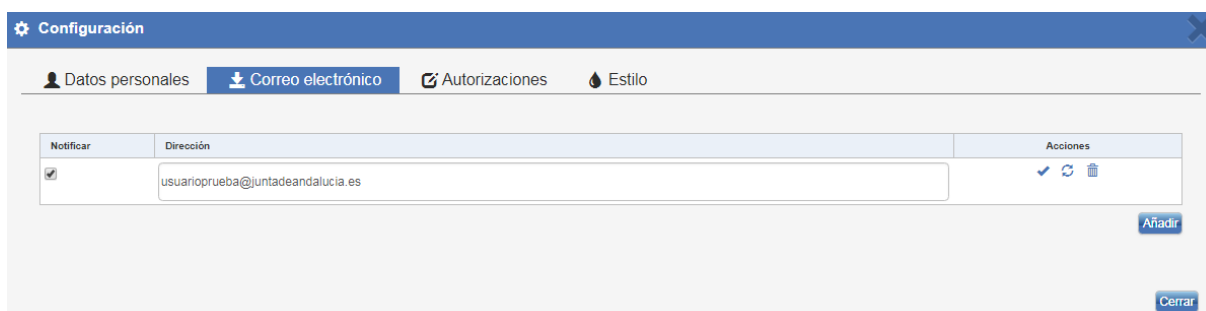 Configuración
Datos personales Correo electrónico Autorizaciones Estilo
Notificar Dirección Acciones
usuarioprueba@juntadeandalucia.es
Añadir
Cerrar